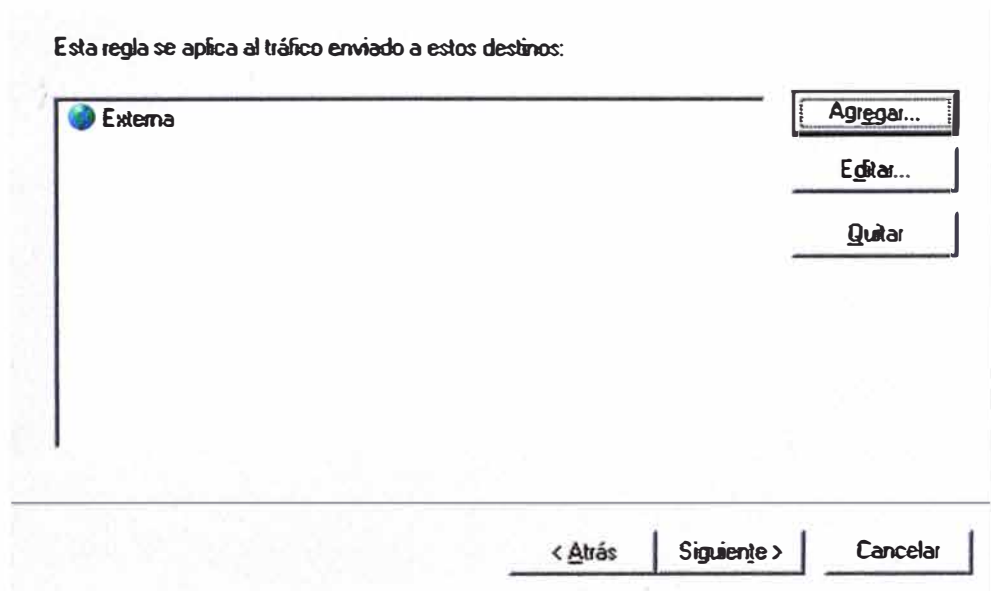 Esta regla se aplica al tráfico enviado a estos destinos:
Externa
Agregar...
Editar...
Quitar
< Atrás
Siguiente >
Cancelar